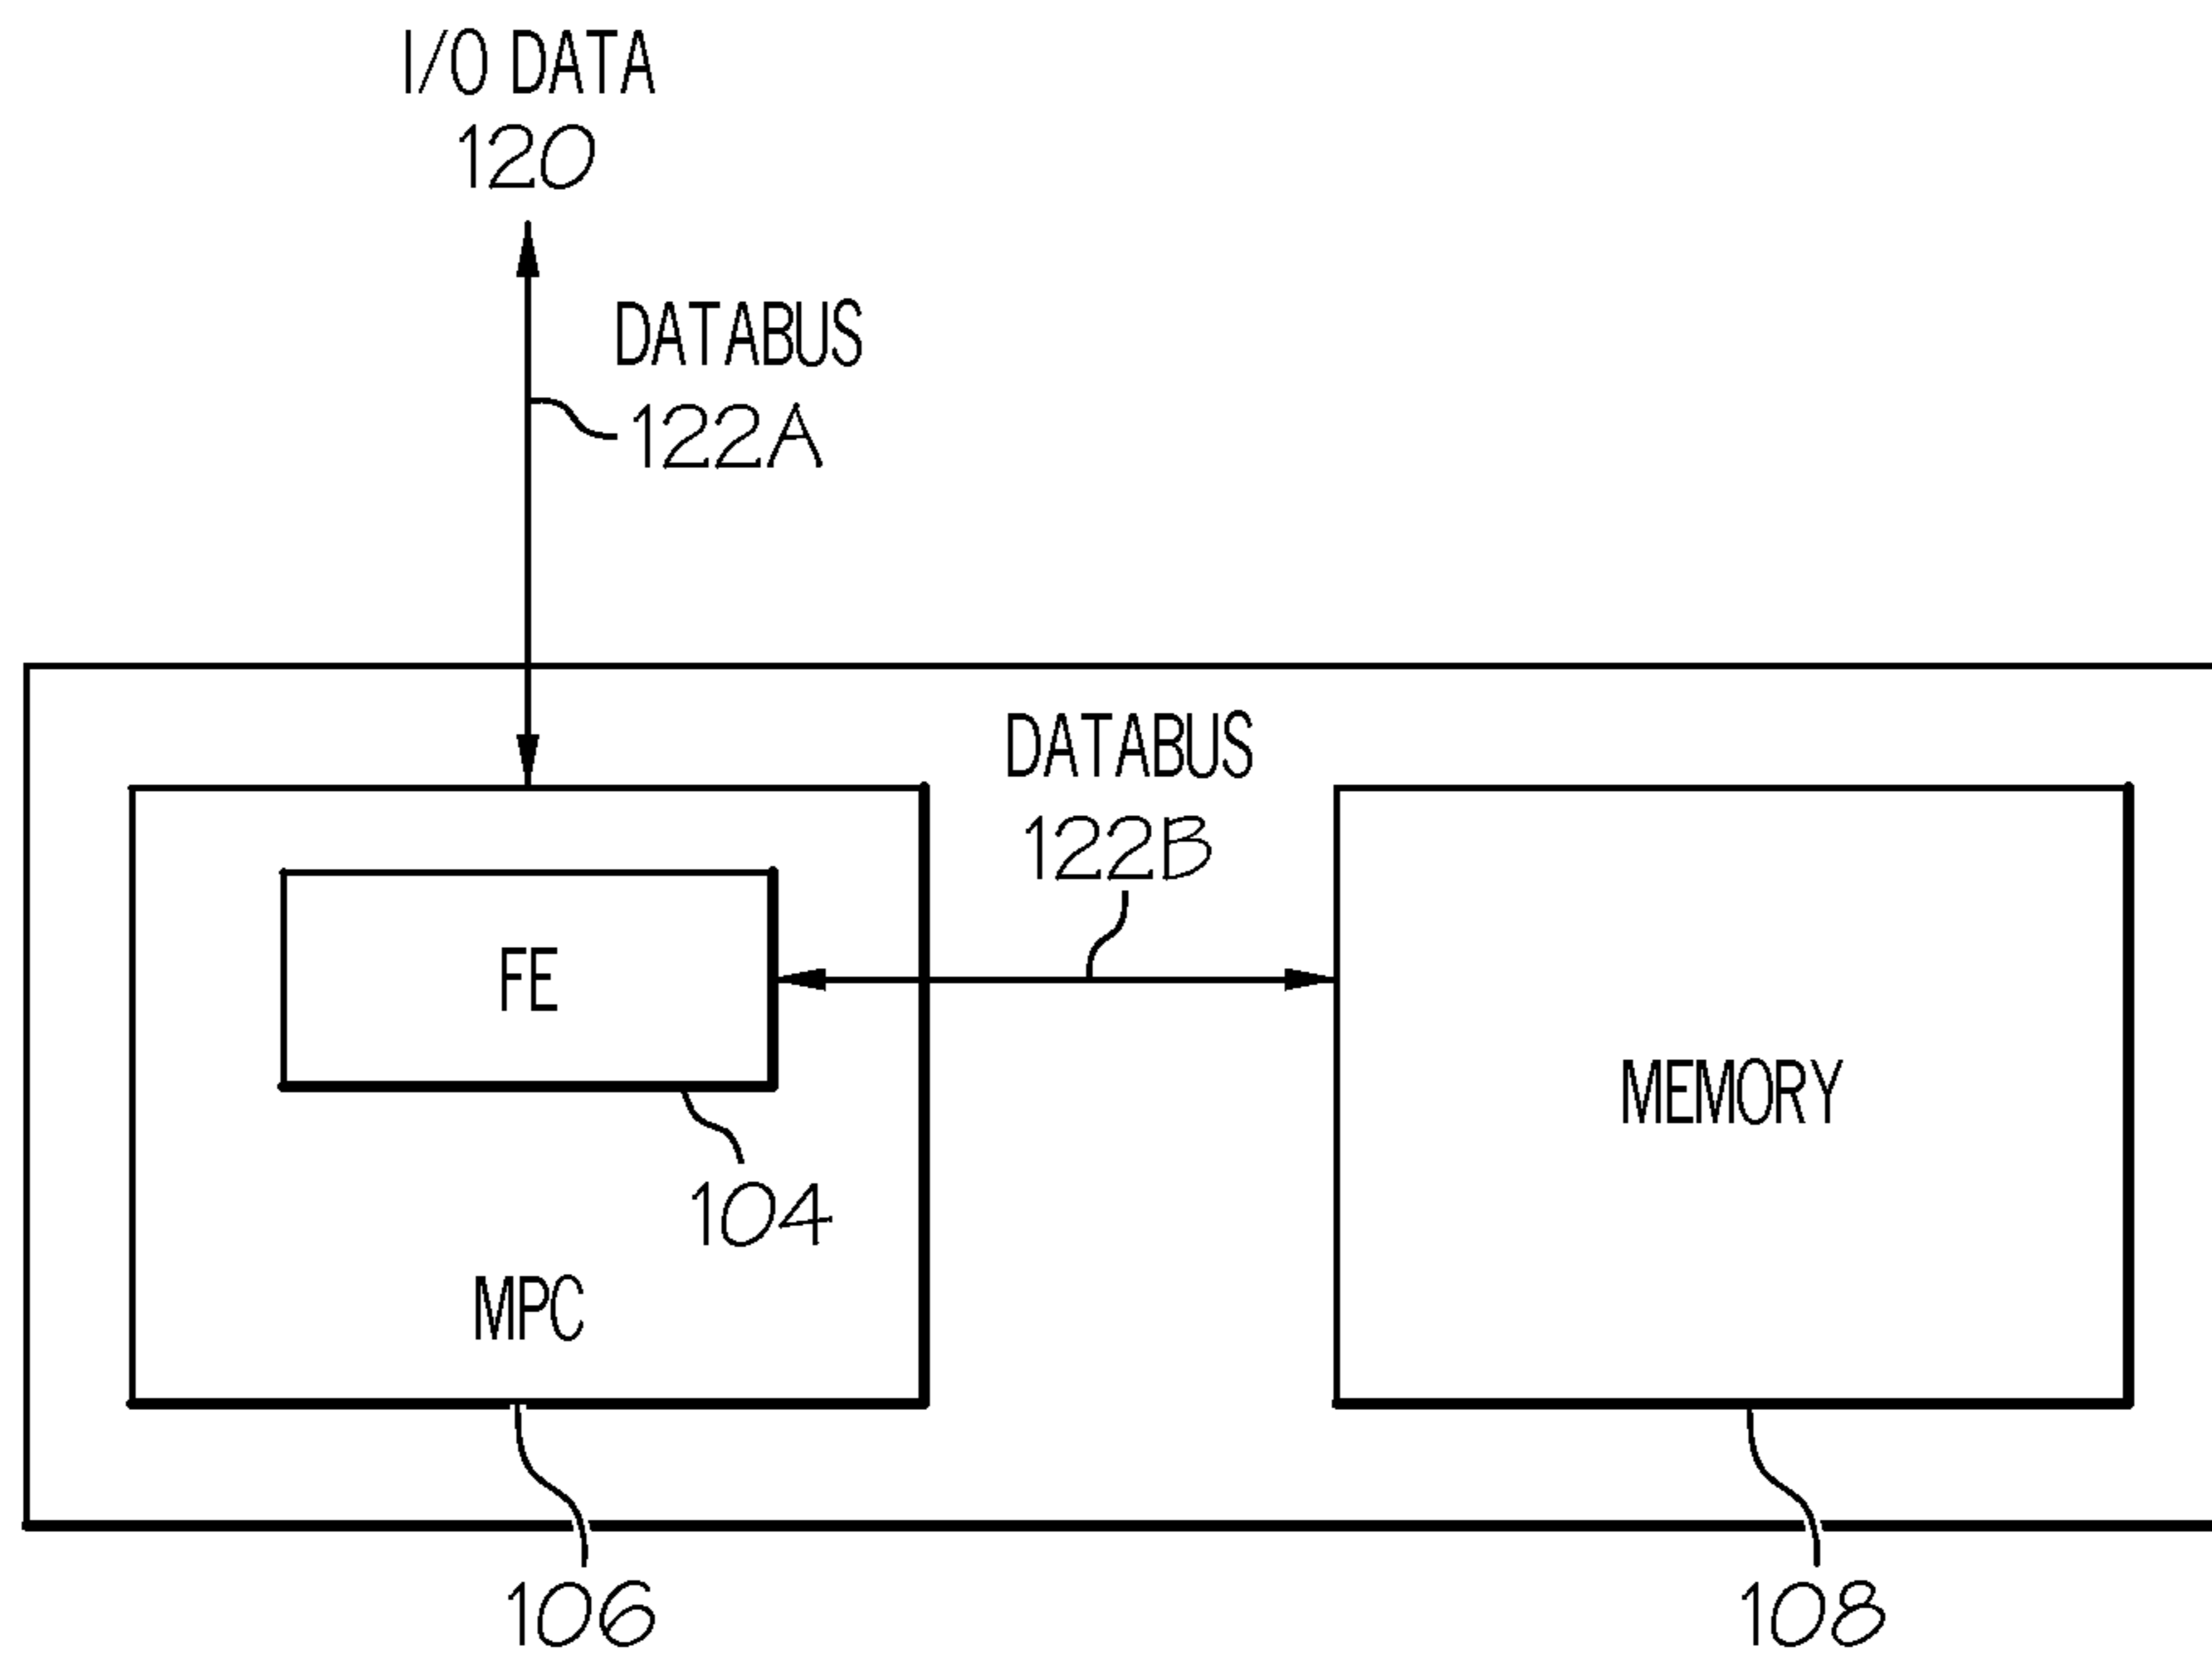 I/O DATA
120
DATABUS
122A
DATABUS
122B
FE
MEMORY
104
MPC
106
108